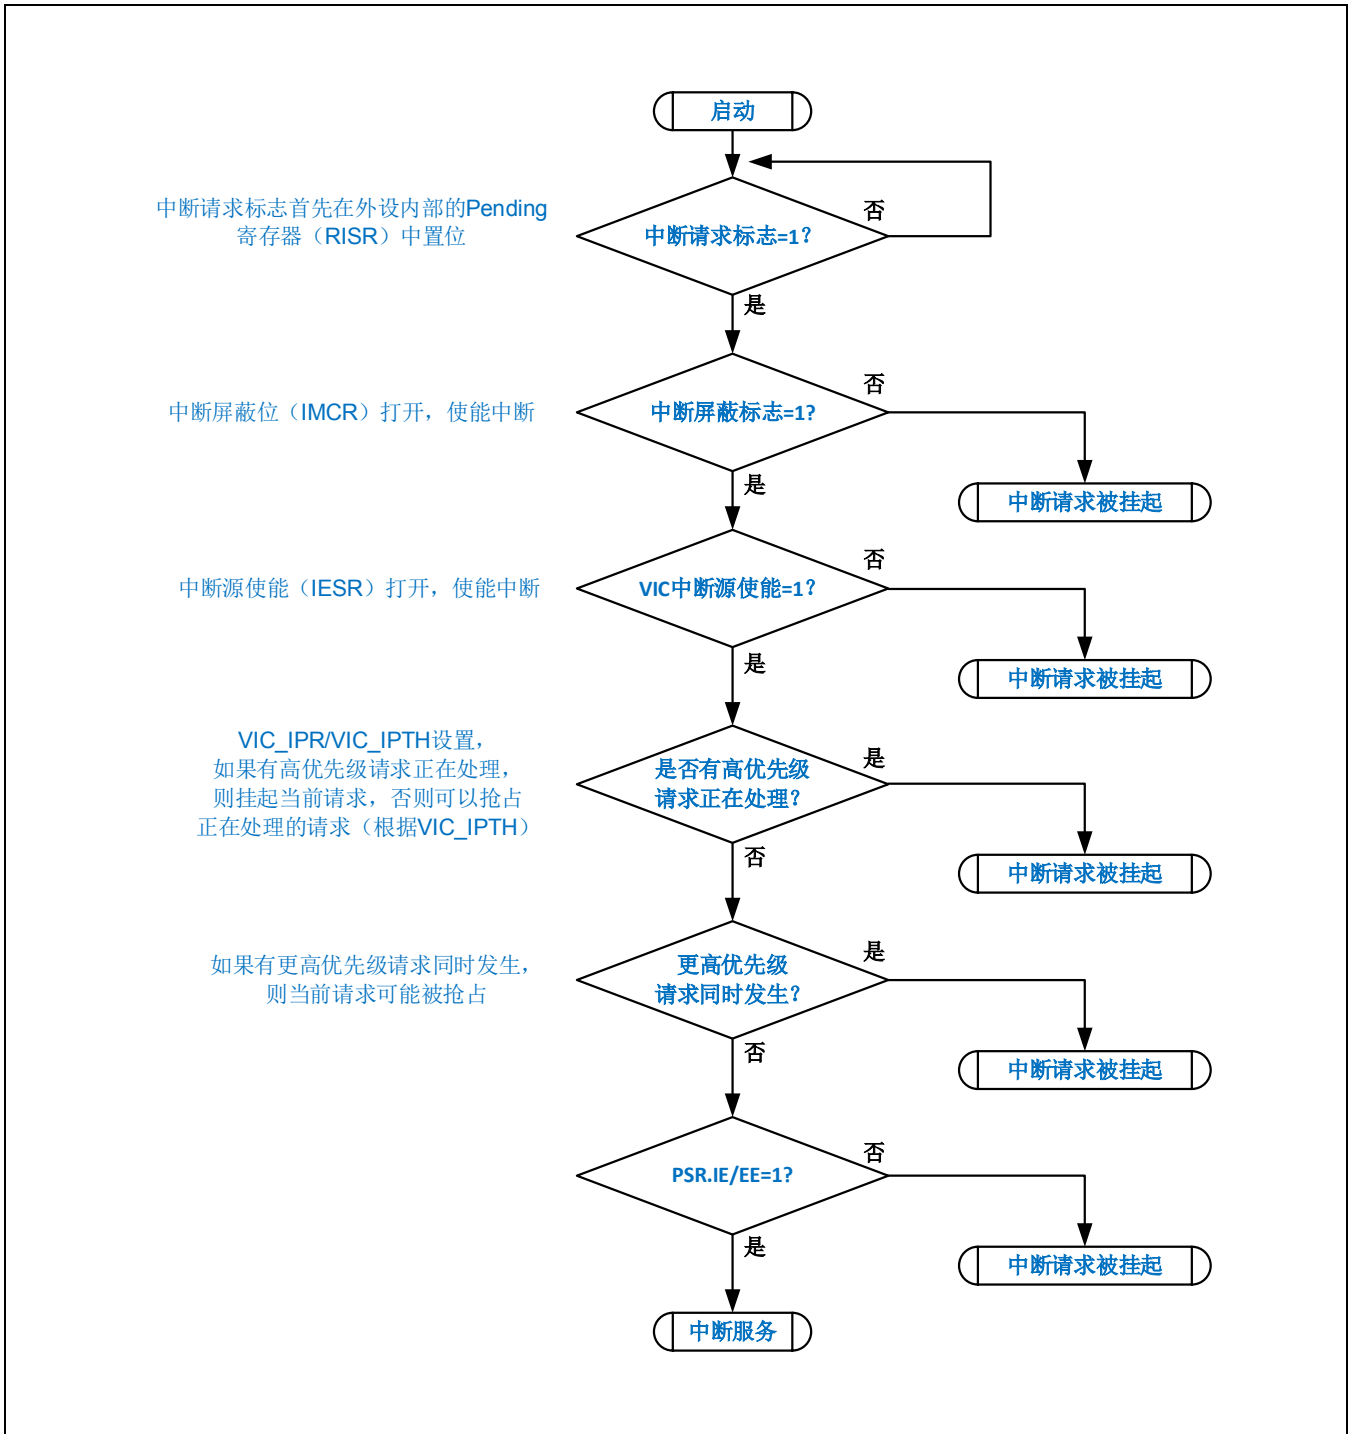 启动
否
中断请求标志首先在外设内部的Pending
寄存器（RISR）中置位
中断请求标志=1？
是
否
中断屏蔽位（IMCR）打开，使能中断
中断屏蔽标志=1?
是
中断请求被挂起
否
中断源使能（IESR）打开，使能中断
VIC中断源使能=1？
是
中断请求被挂起
VIC_IPR/VIC_IPTH设置，
如果有高优先级请求正在处理，
则挂起当前请求，否则可以抢占
正在处理的请求（根据VIC_IPTH）
是
是否有高优先级
请求正在处理？
否
中断请求被挂起
是
如果有更高优先级请求同时发生，
则当前请求可能被抢占
更高优先级
请求同时发生？
否
中断请求被挂起
否
PSR.IE/EE=1?
是
中断请求被挂起
中断服务